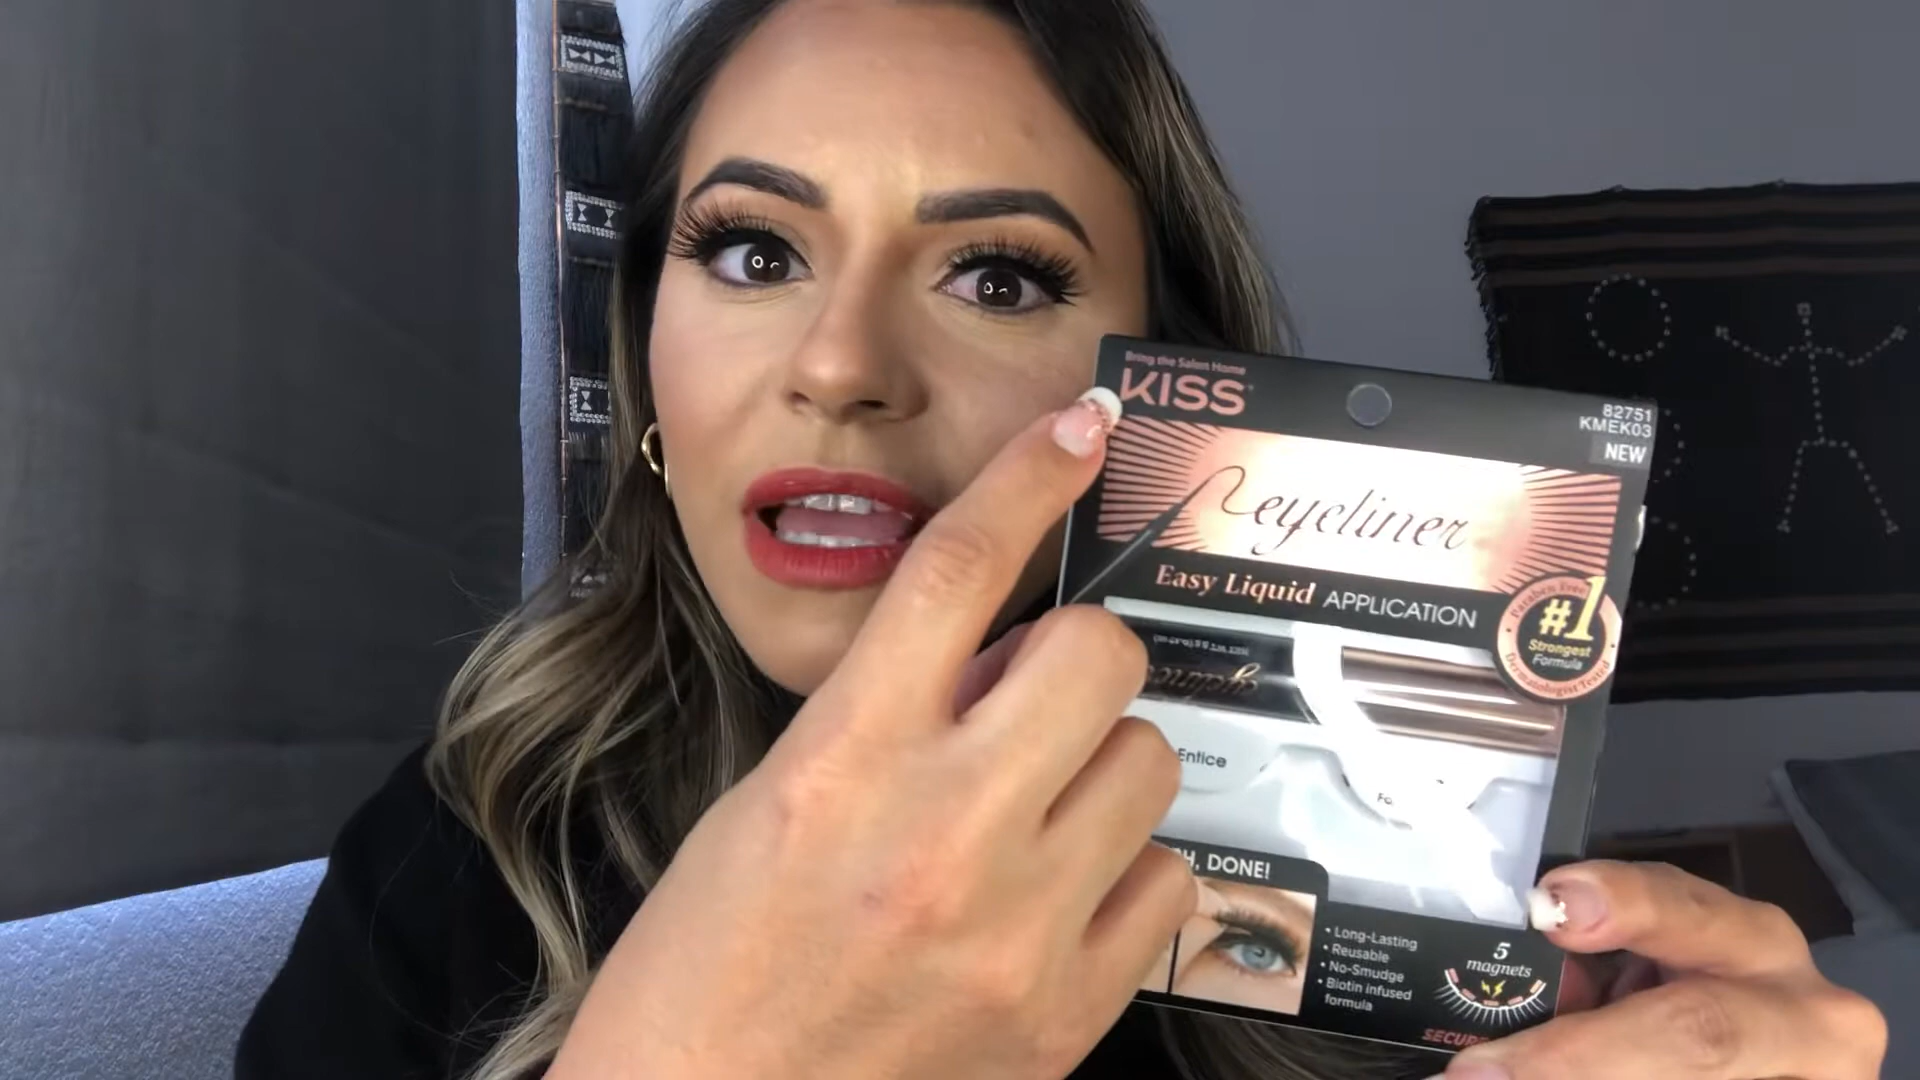 Bring the Salon Home
KISS
82751
KMEK03
NEW
eyeliner
Easy Liquid APPLICATION
Paraben Free
#1
Strongest
Formula
Dermatologist Tested
eyeliner
Entice
DONE!
• Long-Lasting
• Reusable
• No-Smudge
• Biotin infused
formula
5
magnets